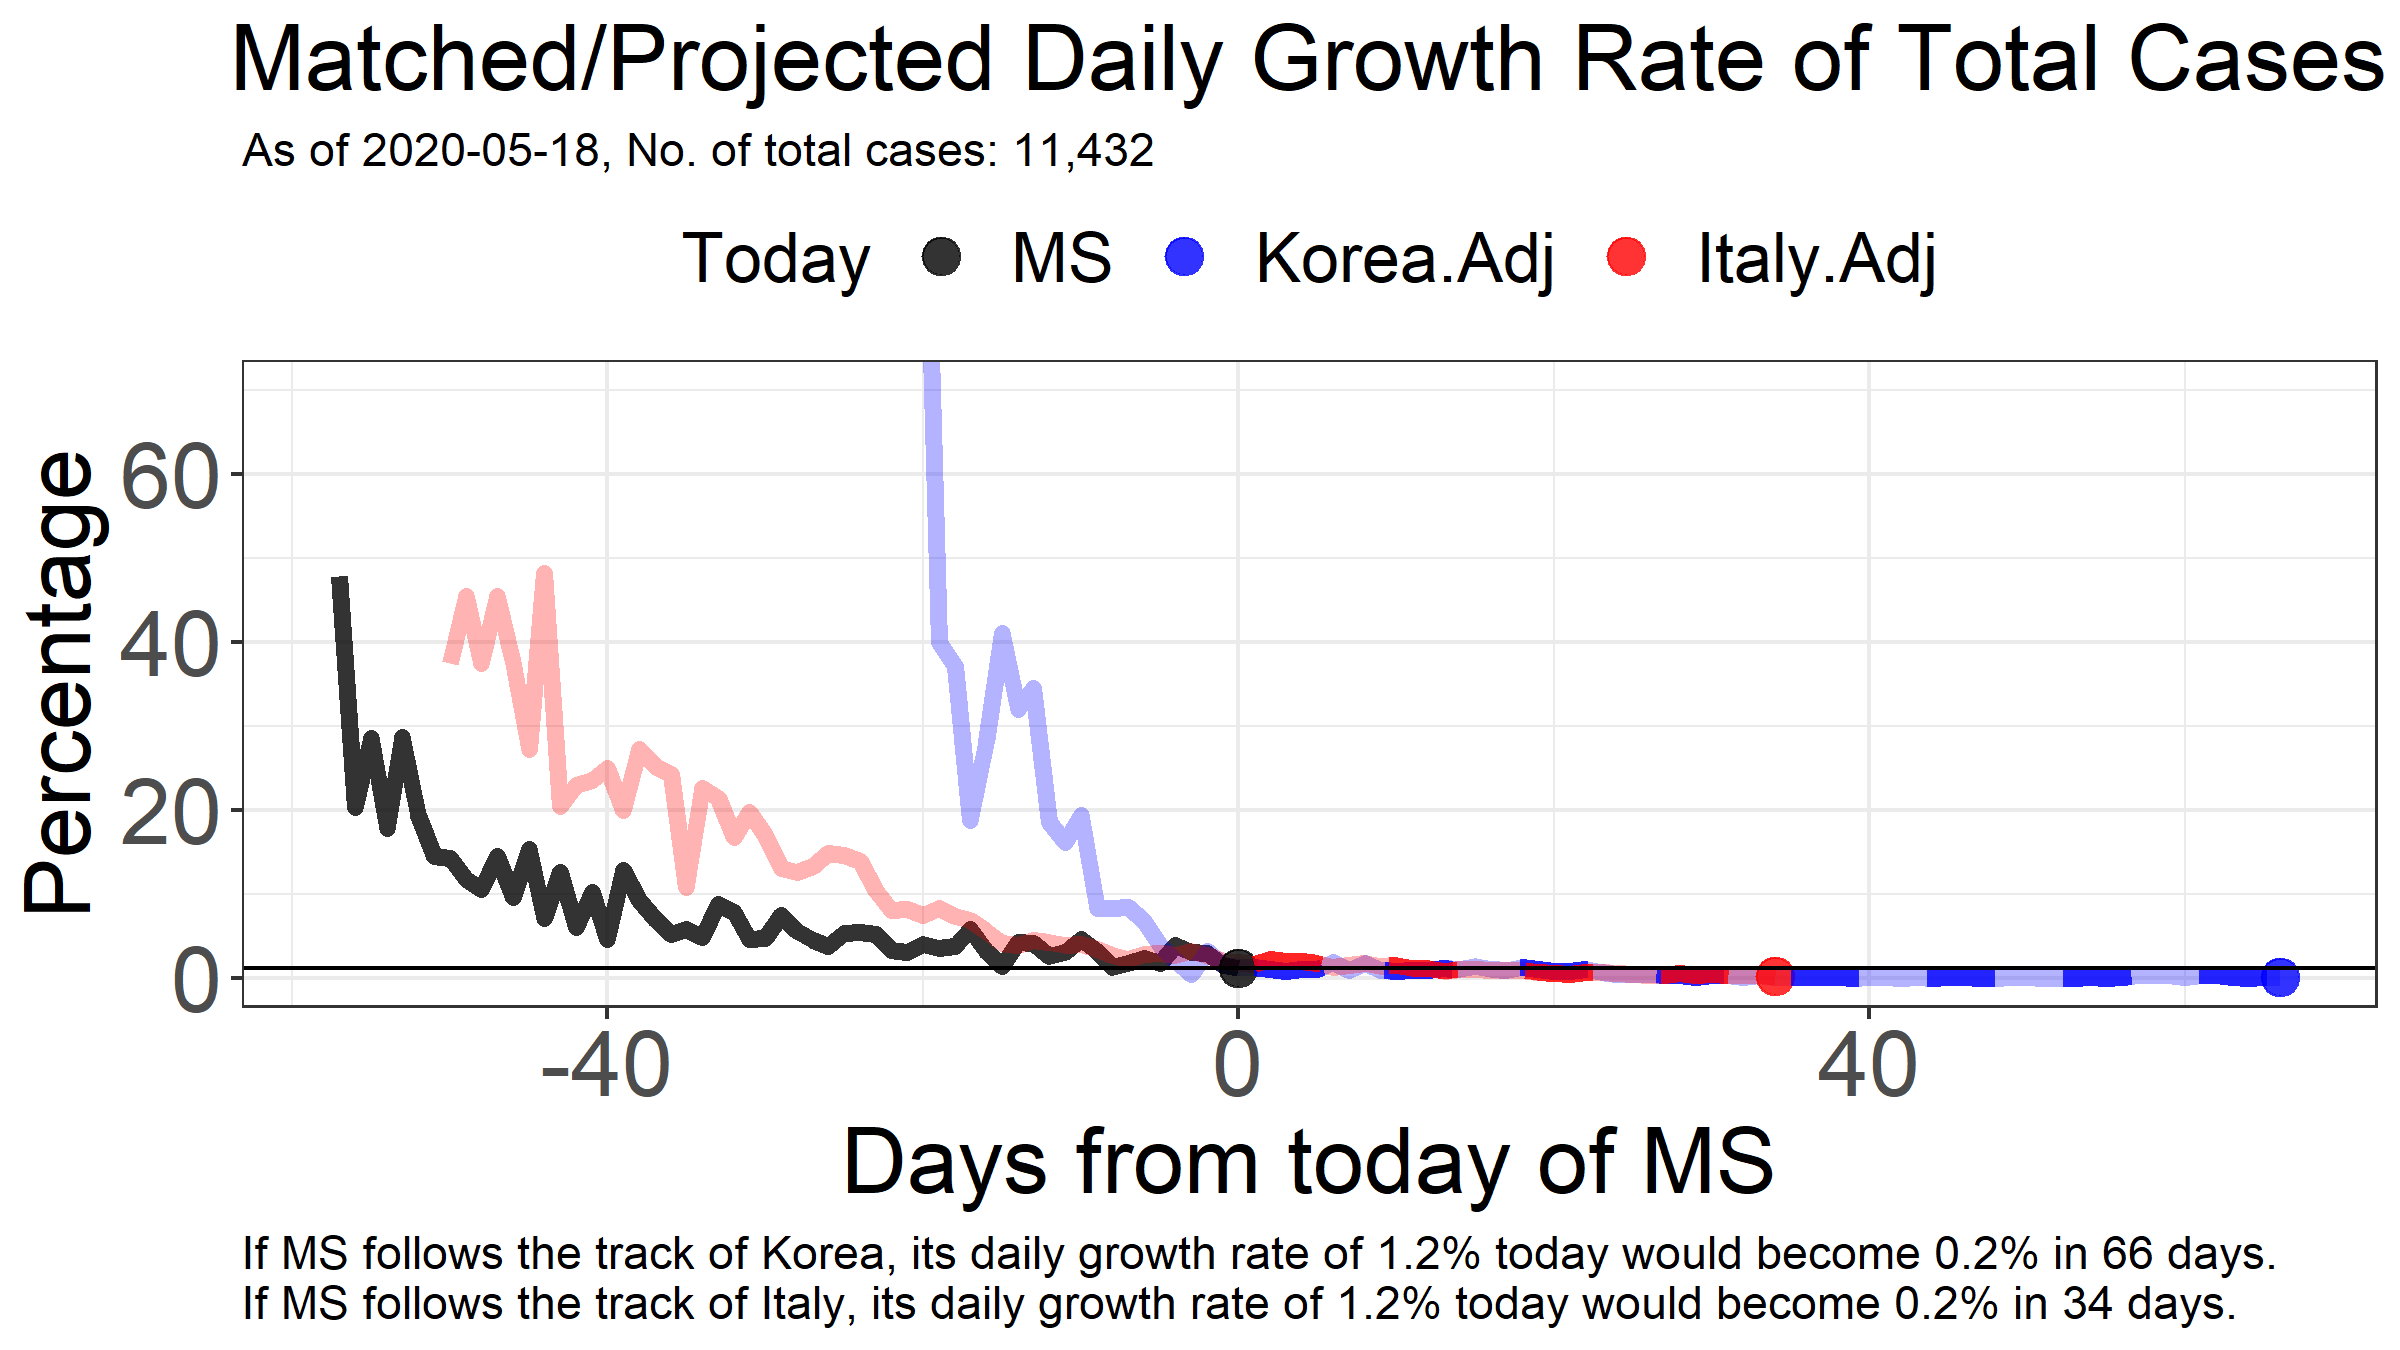 Matched/Projected Daily Growth Rate of Total Cases
As of 2020-05-18, No. of total cases: 11,432
Today MS Korea.Adj Italy.Adj
Percentage
60
40
20
0
-40 0 40
Days from today of MS
If MS follows the track of Korea, its daily growth rate of 1.2% today would become 0.2% in 66 days.
If MS follows the track of Italy, its daily growth rate of 1.2% today would become 0.2% in 34 days.